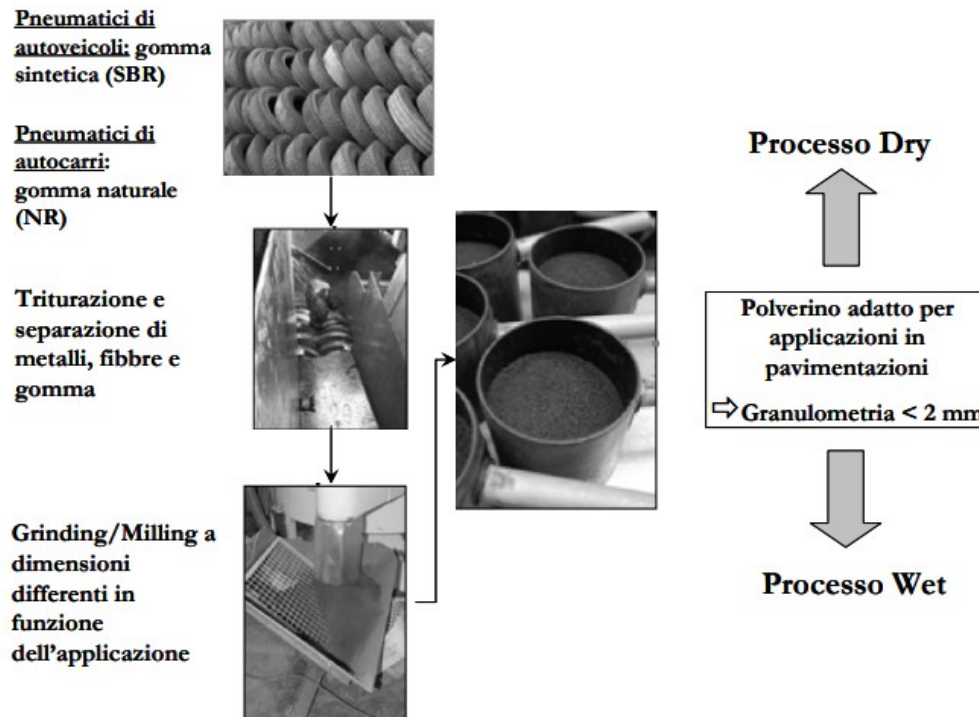 Pneumatici di
autoveicoli: gomma
sintetica (SBR)
Pneumatici di
autocarri:
gomma naturale
(NR)
Triturazione e
separazione di
metalli, fibbre e
gomma
Grinding/Milling a
dimensioni
differenti in
funzione
dell'applicazione
Processo Dry
Polverino adatto per
applicazioni in
pavimentazioni
⇨ Granulometria < 2 mm
Processo Wet